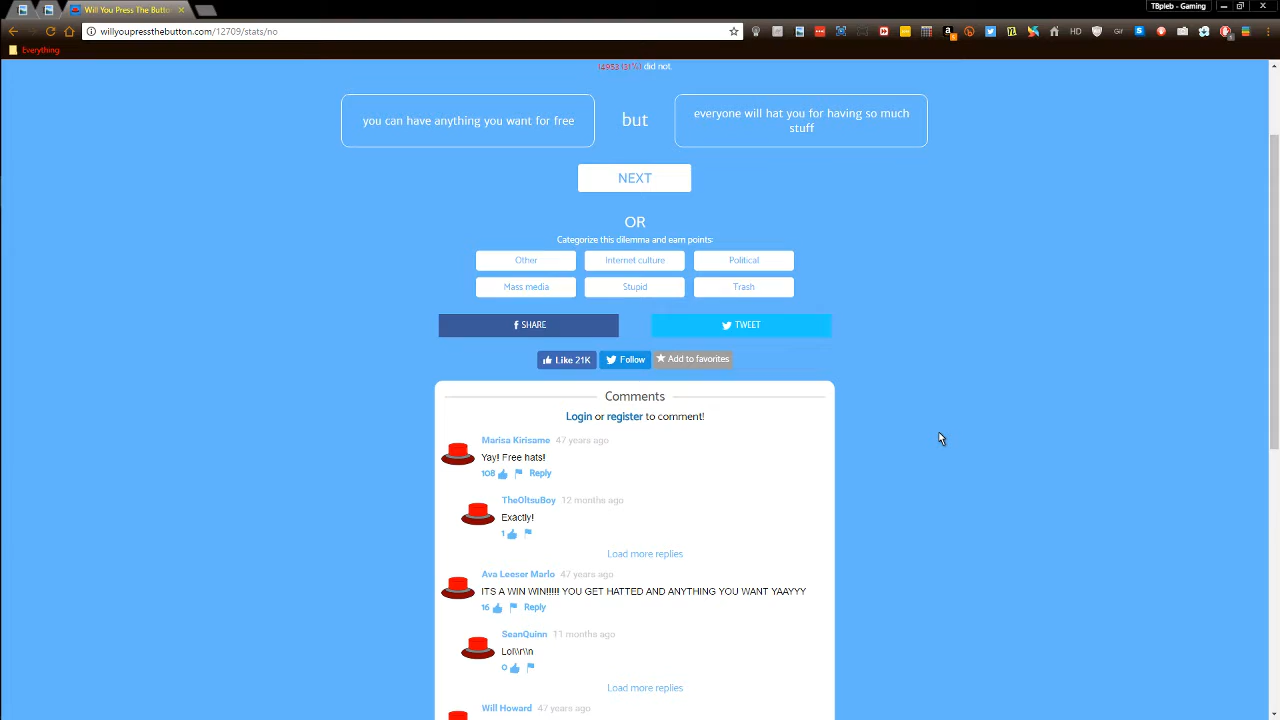 Will You Press The Butto
TBpleb - Gaming
willyoupressthebutton.com/12709/stats/no
Everything
did not.
you can have anything you want for free
but
everyone will hat you for having so much
stuff
NEXT
OR
Categorize this dilemma and earn points:
Other
Internet culture
Political
Mass media
Stupid
Trash
SHARE
TWEET
Like 21K
Follow
Add to favorites
Comments
Login or register to comment!
Marisa Kirisame 47 years ago
Yay! Free hats!
108 Reply
TheOltsuBoy 12 months ago
Exactly!
1
Load more replies
Ava Leeser Marlo 47 years ago
ITS A WIN WIN!!!!! YOU GET HATTED AND ANYTHING YOU WANT YAAYYY
16 Reply
SeanQuinn 11 months ago
Lol\\n\\n
0
Load more replies
Will Howard 47 years ago